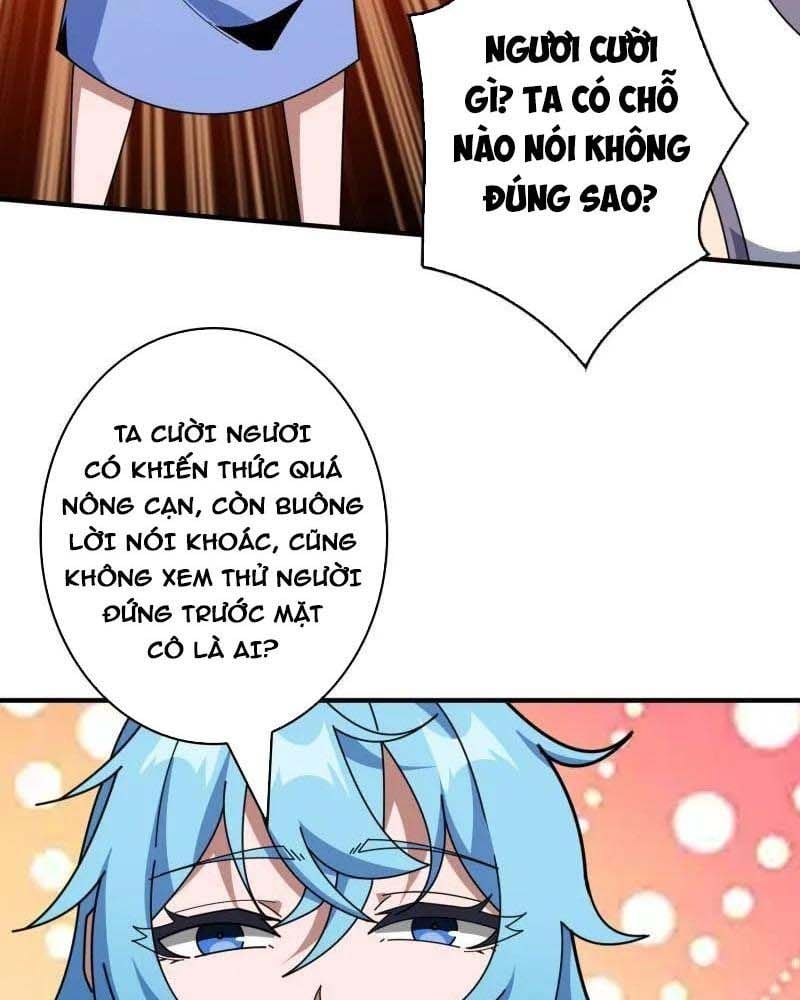 NGƯƠI CƯỜI
GÌ? TA CÓ CHỖ
NÀO NÓI KHÔNG
ĐÚNG SAO?
TA CƯỜI NGƯƠI
CÓ KHIẾN THỨC QUÁ
NÔNG CẠN, CÒN BUÔNG
LỜI NÓI KHOÁC, CŨNG
KHÔNG XEM THỬ NGƯỜI
ĐỨNG TRƯỚC MẶT
CÔ LÀ AI?